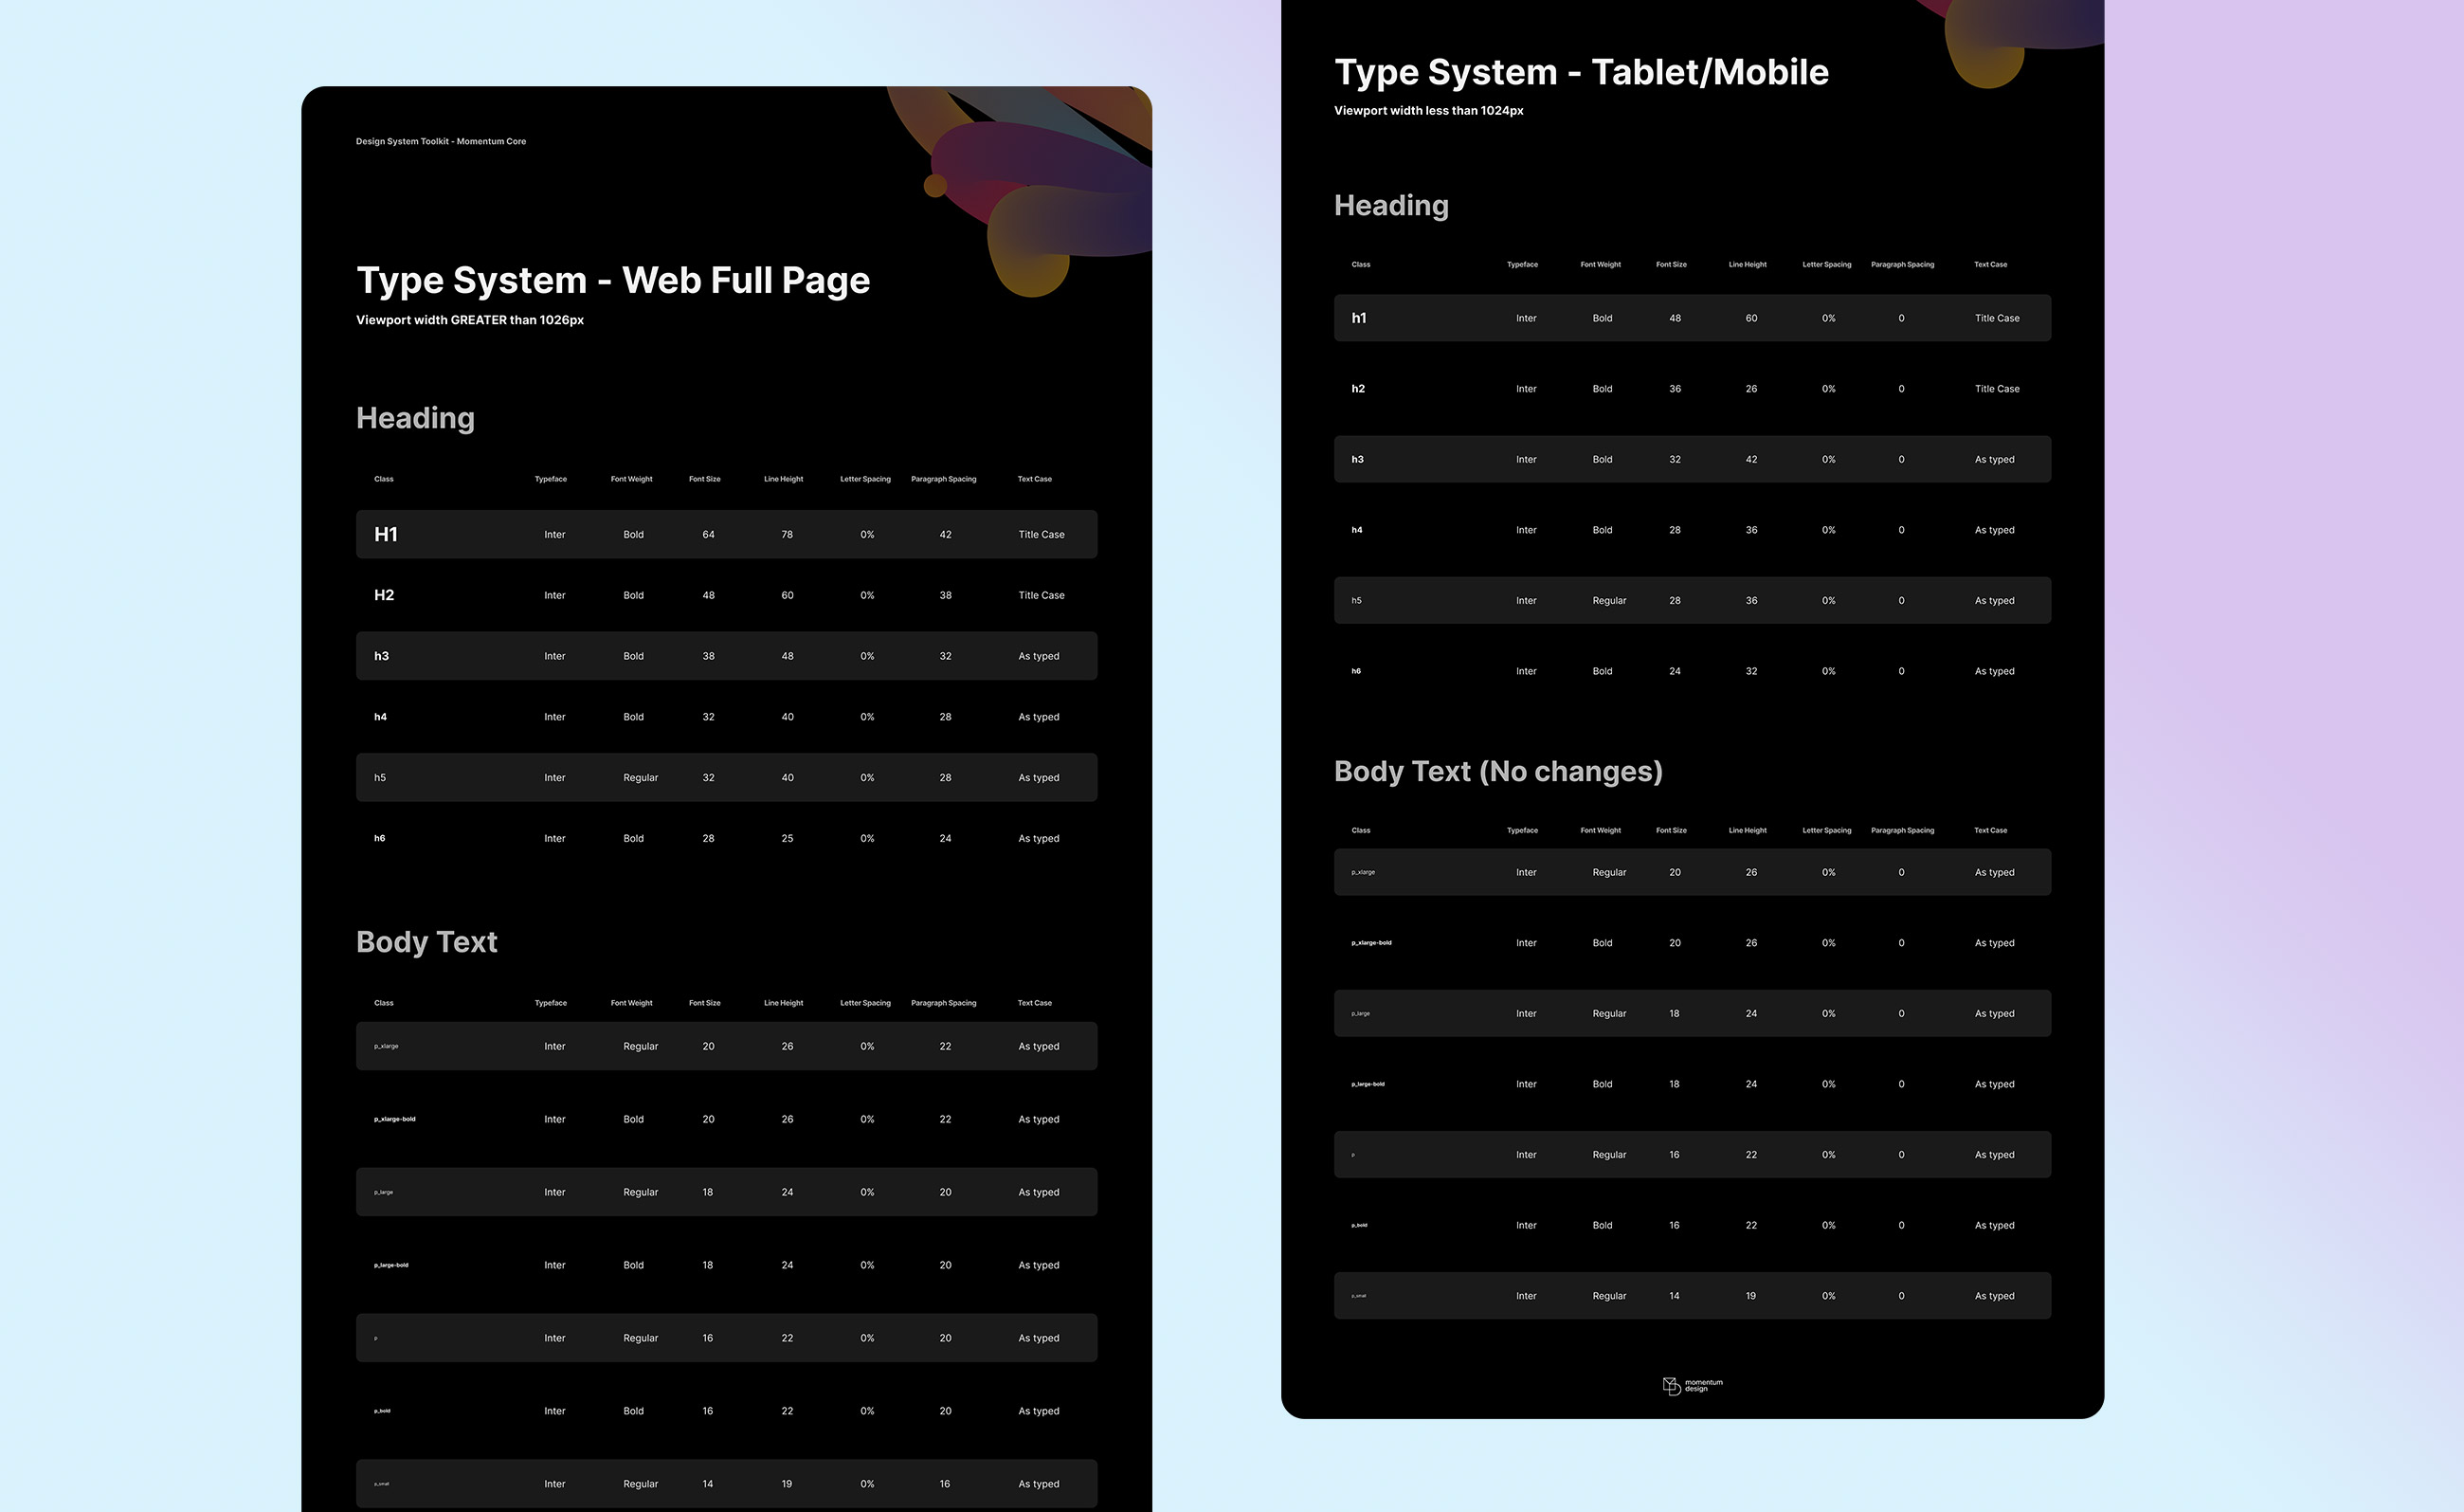 Design System Toolkit - Momentum Core
Type System - Web Full Page
Viewport width GREATER than 1026px
Heading
Class Typeface Font Weight Font Size Line Height Letter Spacing Paragraph Spacing Text Case
H1 Inter Bold 64 78 0% 42 Title Case
H2 Inter Bold 48 60 0% 38 Title Case
h3 Inter Bold 38 48 0% 32 As typed
h4 Inter Bold 32 40 0% 28 As typed
h5 Inter Regular 32 40 0% 28 As typed
h6 Inter Bold 28 25 0% 24 As typed
Body Text
Class Typeface Font Weight Font Size Line Height Letter Spacing Paragraph Spacing Text Case
p_xlarge Inter Regular 20 26 0% 22 As typed
p_xlarge-bold Inter Bold 20 26 0% 22 As typed
p_large Inter Regular 18 24 0% 20 As typed
p_large-bold Inter Bold 18 24 0% 20 As typed
p Inter Regular 16 22 0% 20 As typed
p_bold Inter Bold 16 22 0% 20 As typed
p_small Inter Regular 14 19 0% 16 As typed
Type System - Tablet/Mobile
Viewport width less than 1024px
Heading
Class Typeface Font Weight Font Size Line Height Letter Spacing Paragraph Spacing Text Case
h1 Inter Bold 48 60 0% 0 Title Case
h2 Inter Bold 36 26 0% 0 Title Case
h3 Inter Bold 32 42 0% 0 As typed
h4 Inter Bold 28 36 0% 0 As typed
h5 Inter Regular 28 36 0% 0 As typed
h6 Inter Bold 24 32 0% 0 As typed
Body Text (No changes)
Class Typeface Font Weight Font Size Line Height Letter Spacing Paragraph Spacing Text Case
p_xlarge Inter Regular 20 26 0% 0 As typed
p_xlarge-bold Inter Bold 20 26 0% 0 As typed
p_large Inter Regular 18 24 0% 0 As typed
p_large-bold Inter Bold 18 24 0% 0 As typed
p Inter Regular 16 22 0% 0 As typed
p_bold Inter Bold 16 22 0% 0 As typed
p_small Inter Regular 14 19 0% 0 As typed
momentum
design